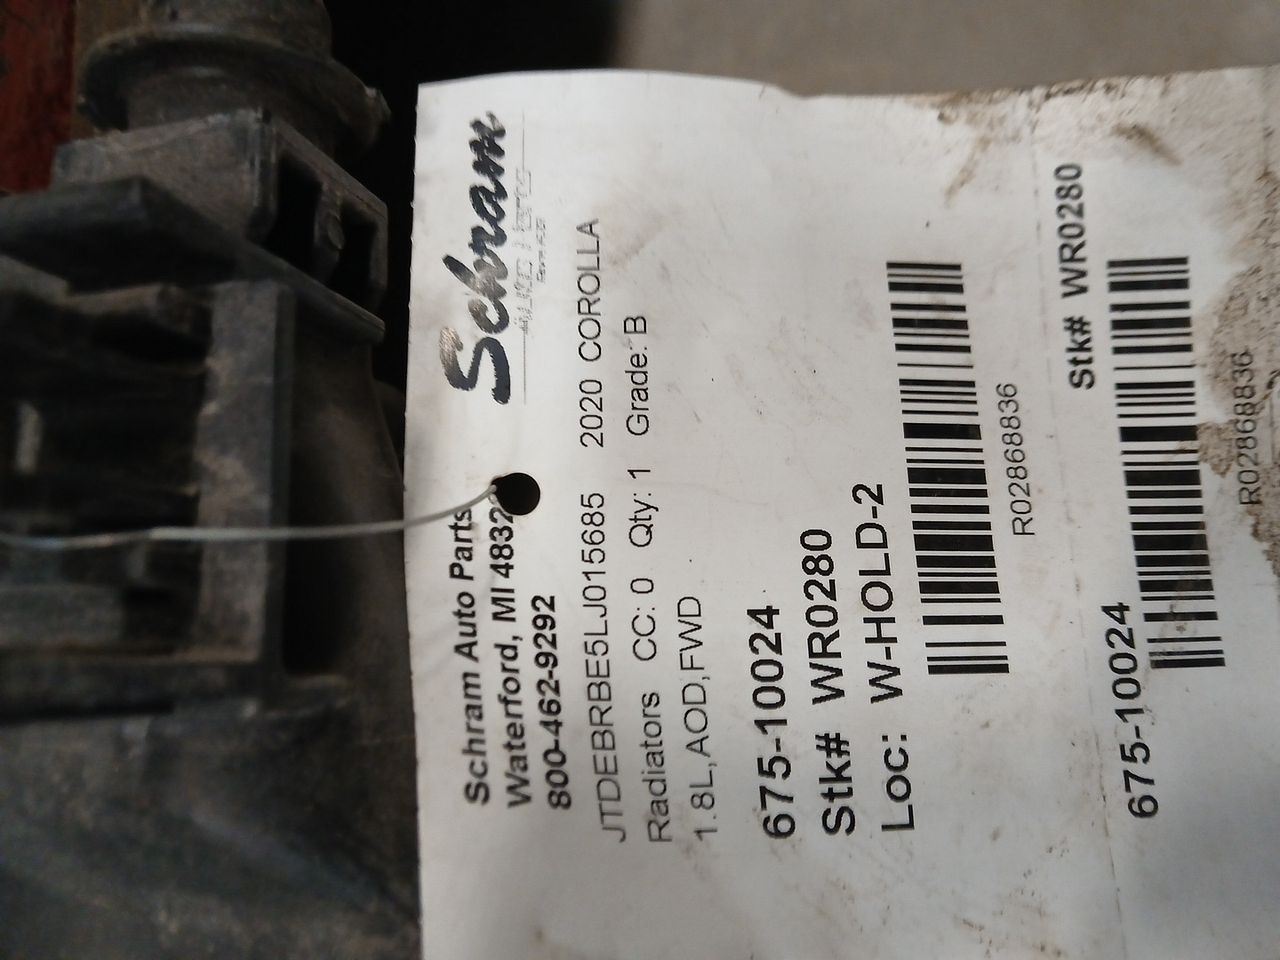 Schram
Schram Auto Parts
Waterford, MI 4832
800-462-9292
JTDEBRBE5LJ015685 2020 COROLLA
Radiators CC: 0 Qty: 1 Grade: B
1.8L,AOD,FWD
675-10024
Stk# WR0280
Loc: W-HOLD-2
R02868836
675-10024 Stk# WR0280
R02868836